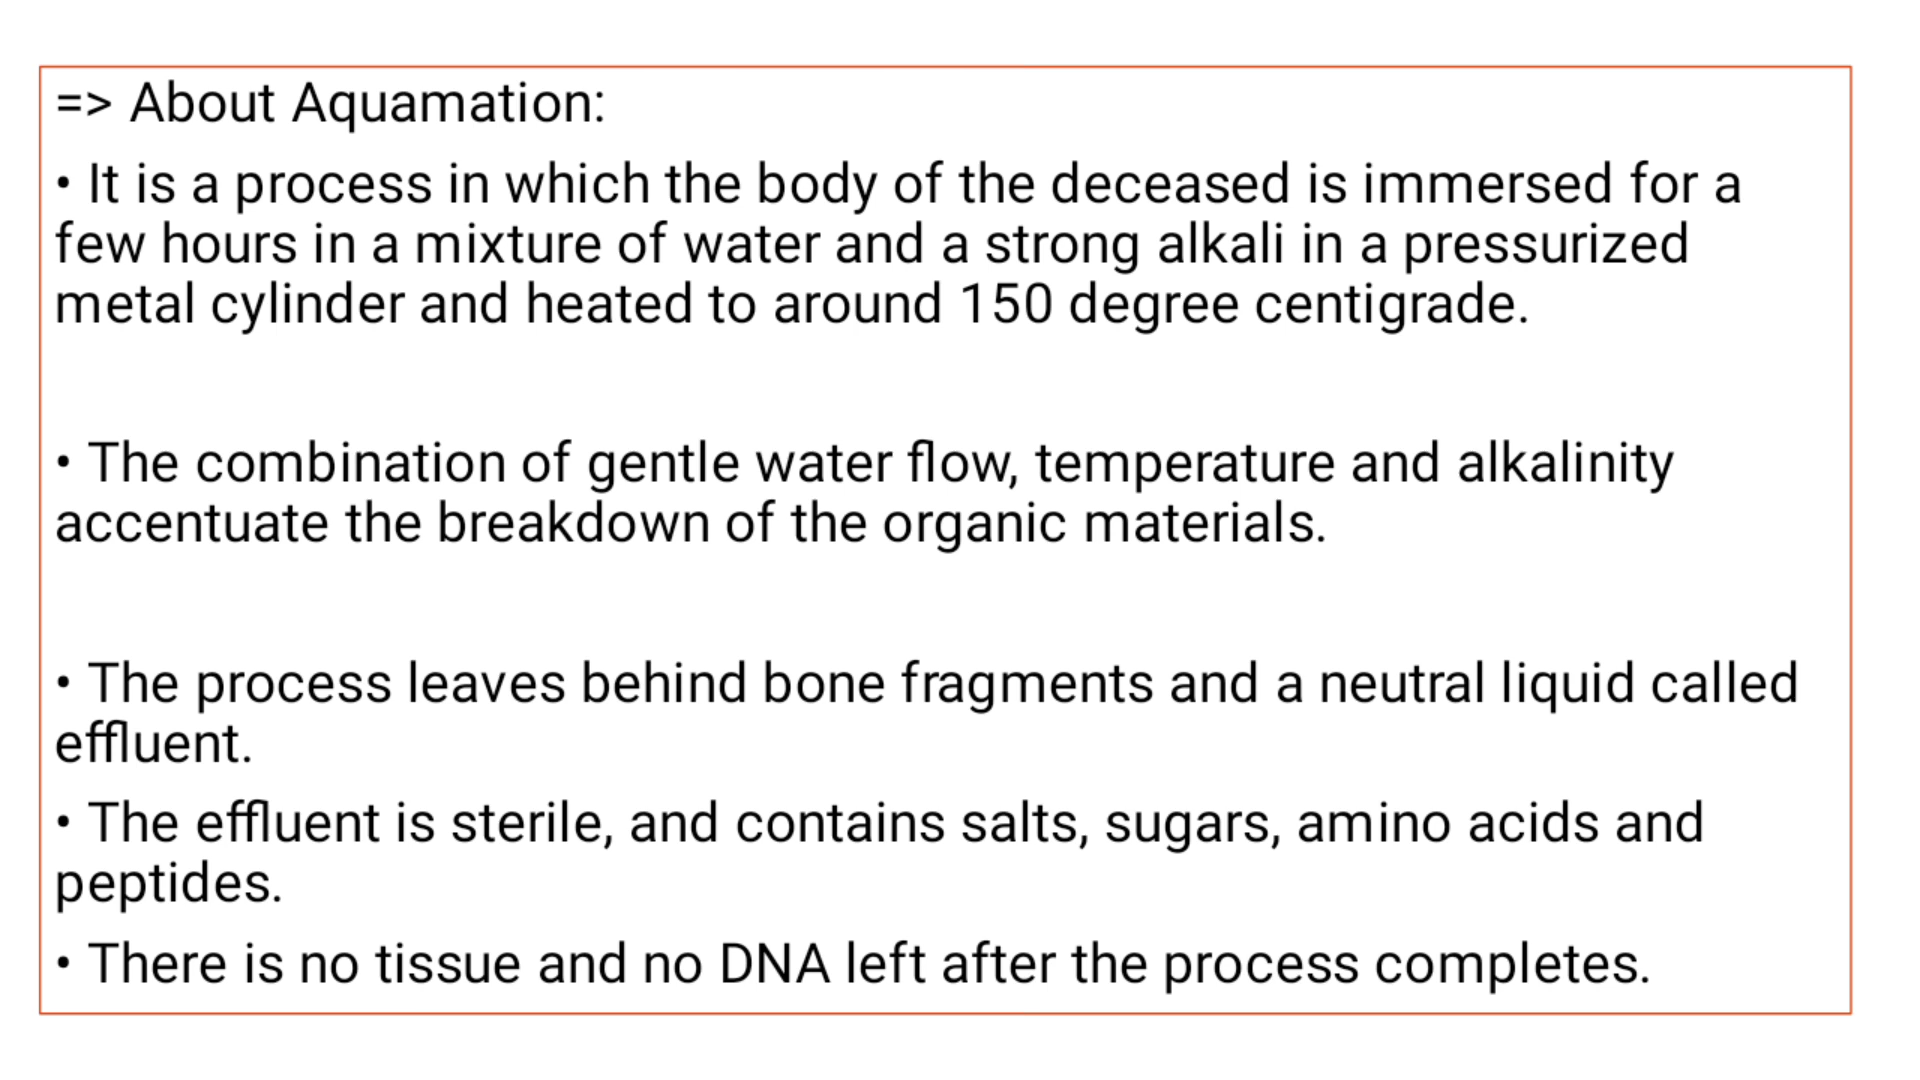 => About Aquamation:
• It is a process in which the body of the deceased is immersed for a
few hours in a mixture of water and a strong alkali in a pressurized
metal cylinder and heated to around 150 degree centigrade.
• The combination of gentle water flow, temperature and alkalinity
accentuate the breakdown of the organic materials.
• The process leaves behind bone fragments and a neutral liquid called
effluent.
• The effluent is sterile, and contains salts, sugars, amino acids and
peptides.
• There is no tissue and no DNA left after the process completes.